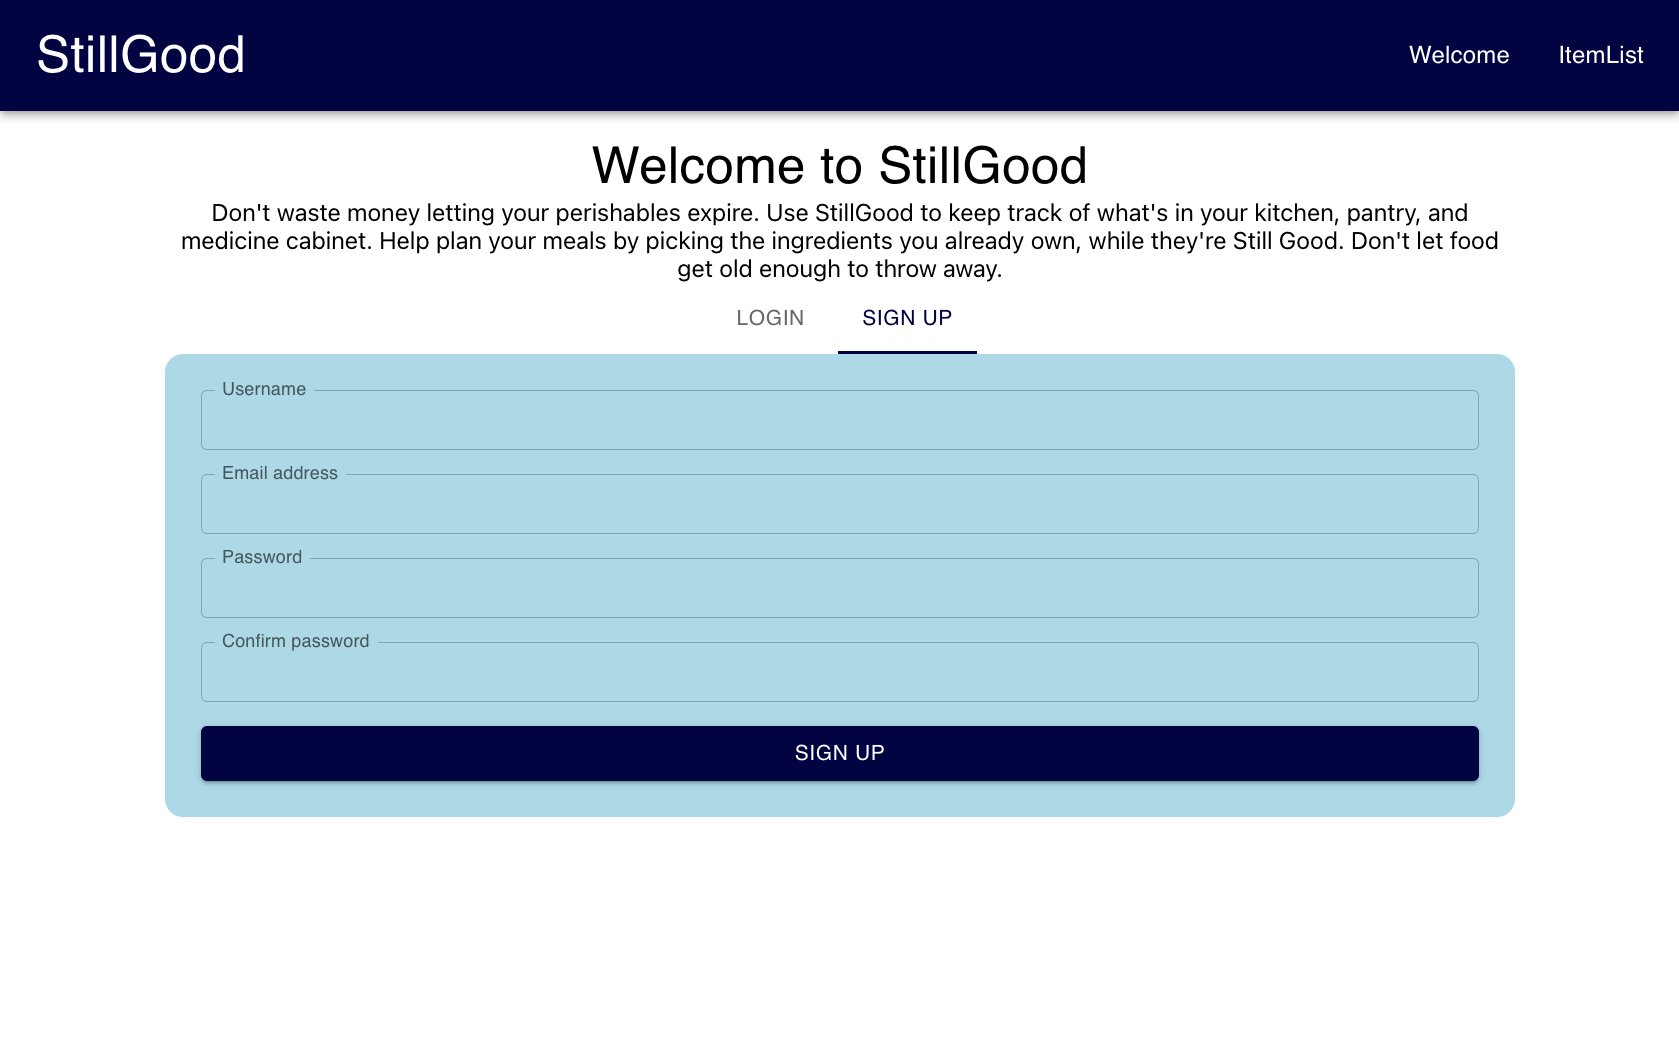 StillGood
Welcome
ItemList
Welcome to StillGood
Don't waste money letting your perishables expire. Use StillGood to keep track of what's in your kitchen, pantry, and
medicine cabinet. Help plan your meals by picking the ingredients you already own, while they're Still Good. Don't let food
get old enough to throw away.
LOGIN
SIGN UP
Username
Email address
Password
Confirm password
SIGN UP